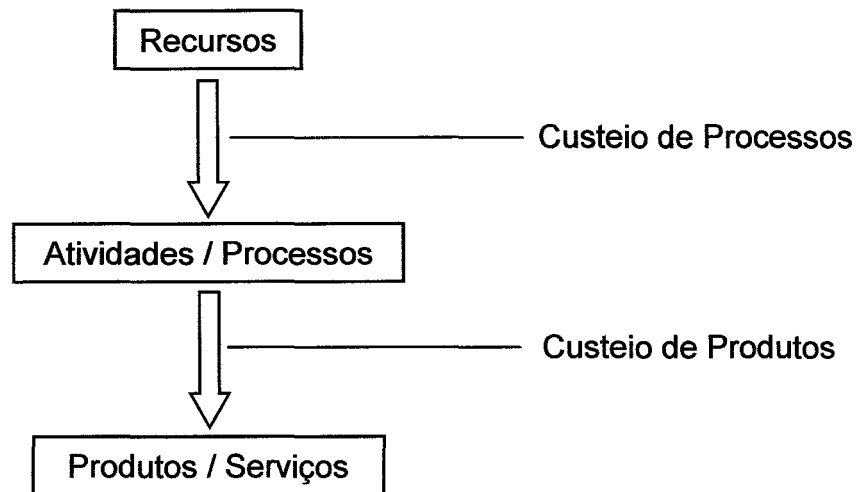 Recursos
Custeio de Processos
Atividades / Processos
Custeio de Produtos
Produtos / Serviços